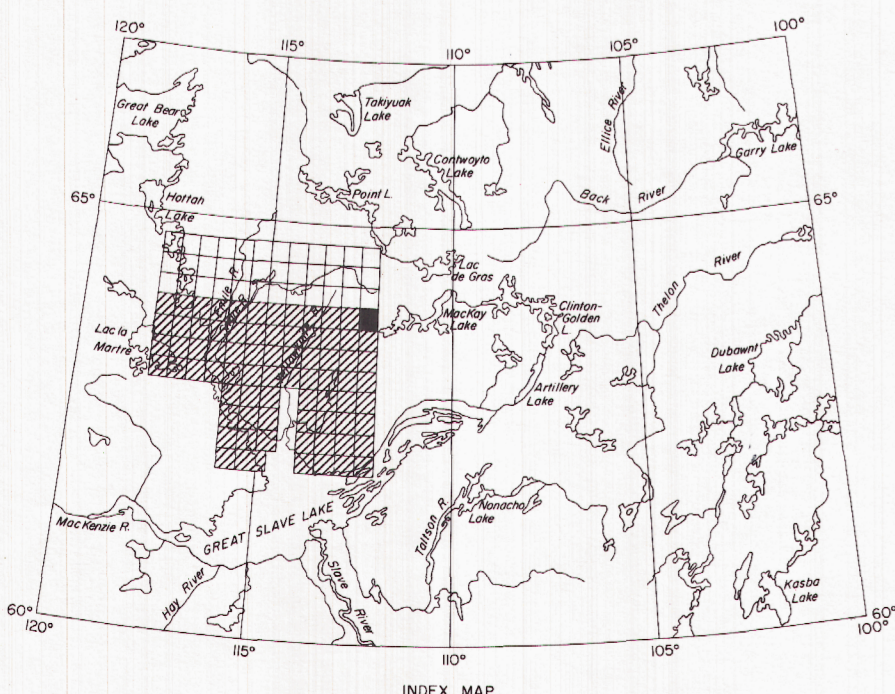 120°
115°
110°
105°
100°
Great Bear
Lake
Takiyuak
Lake
Ellice River
Contwoyto
Lake
Garry Lake
65°
Hottah
Lake
Point L.
Back River
65°
Lac
de Gras
Thelon River
MacKay
Lake
Clinton-
Golden
L.
Lac la
Martre
Dubawnt
Lake
Artillery
Lake
MacKenzie R.
GREAT SLAVE LAKE
Taltson R.
Nonacho
Lake
Hay River
Slave River
Kasba
Lake
60°
120°
115°
110°
105°
60°
100°
INDEX MAP